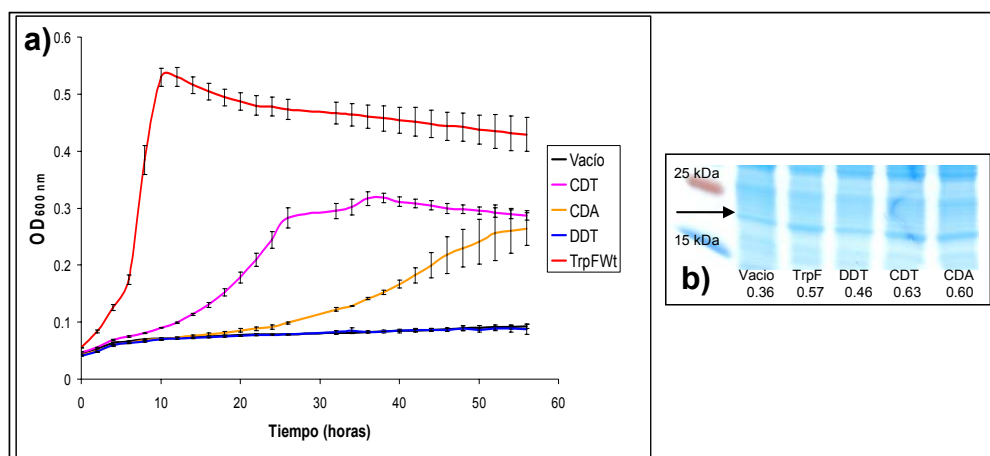 a)
0.6
0.5
0.4
0.3
0.2
0.1
0
OD600 nm
0 10 20 30 40 50 60
Tiempo (horas)
Vacío
CDT
CDA
DDT
TrpFWt
25 kDa
15 kDa
b)
Vacio TrpF DDT CDT CDA
0.36 0.57 0.46 0.63 0.60